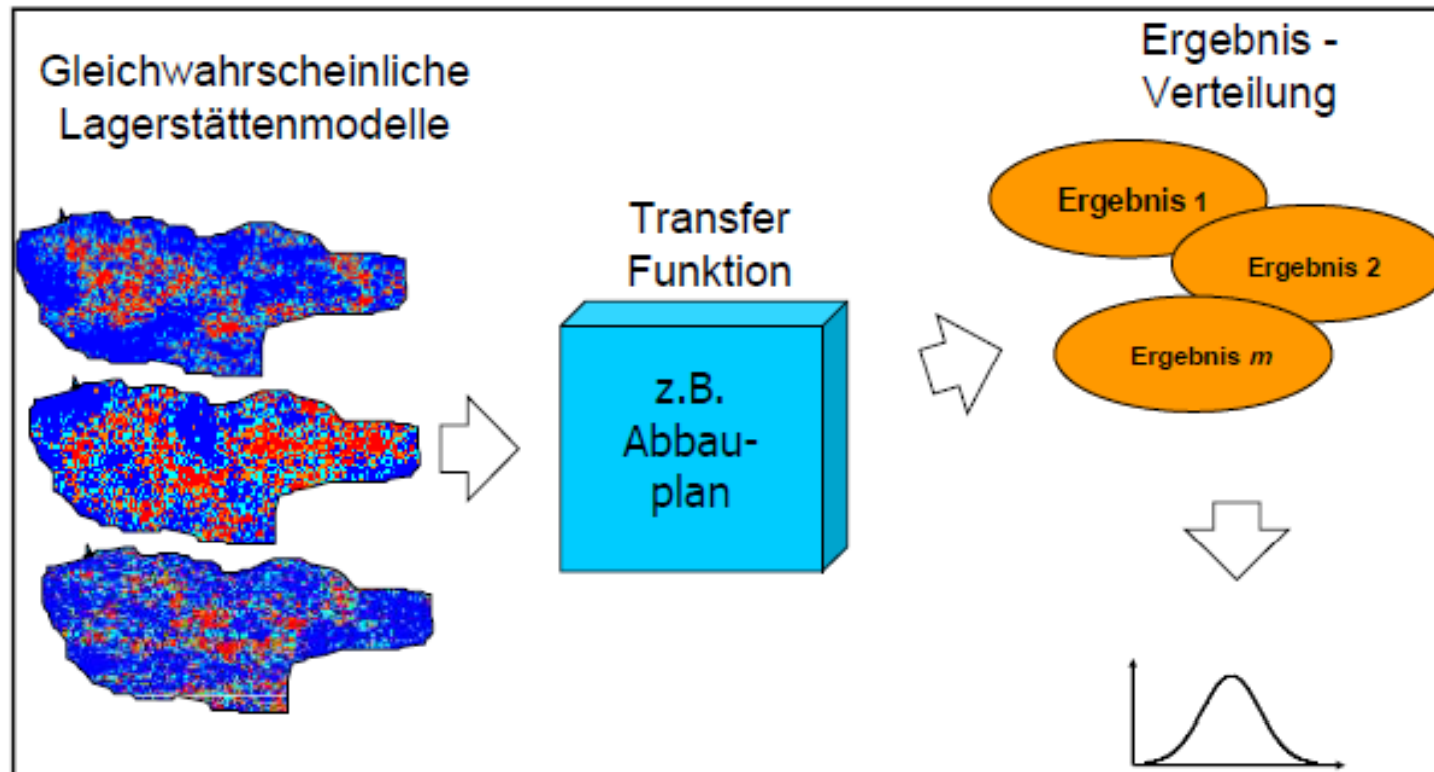 Gleichwahrscheinliche
Lagerstättenmodelle
Transfer
Funktion
z.B.
Abbau-
plan
Ergebnis -
Verteilung
Ergebnis 1
Ergebnis 2
Ergebnis m